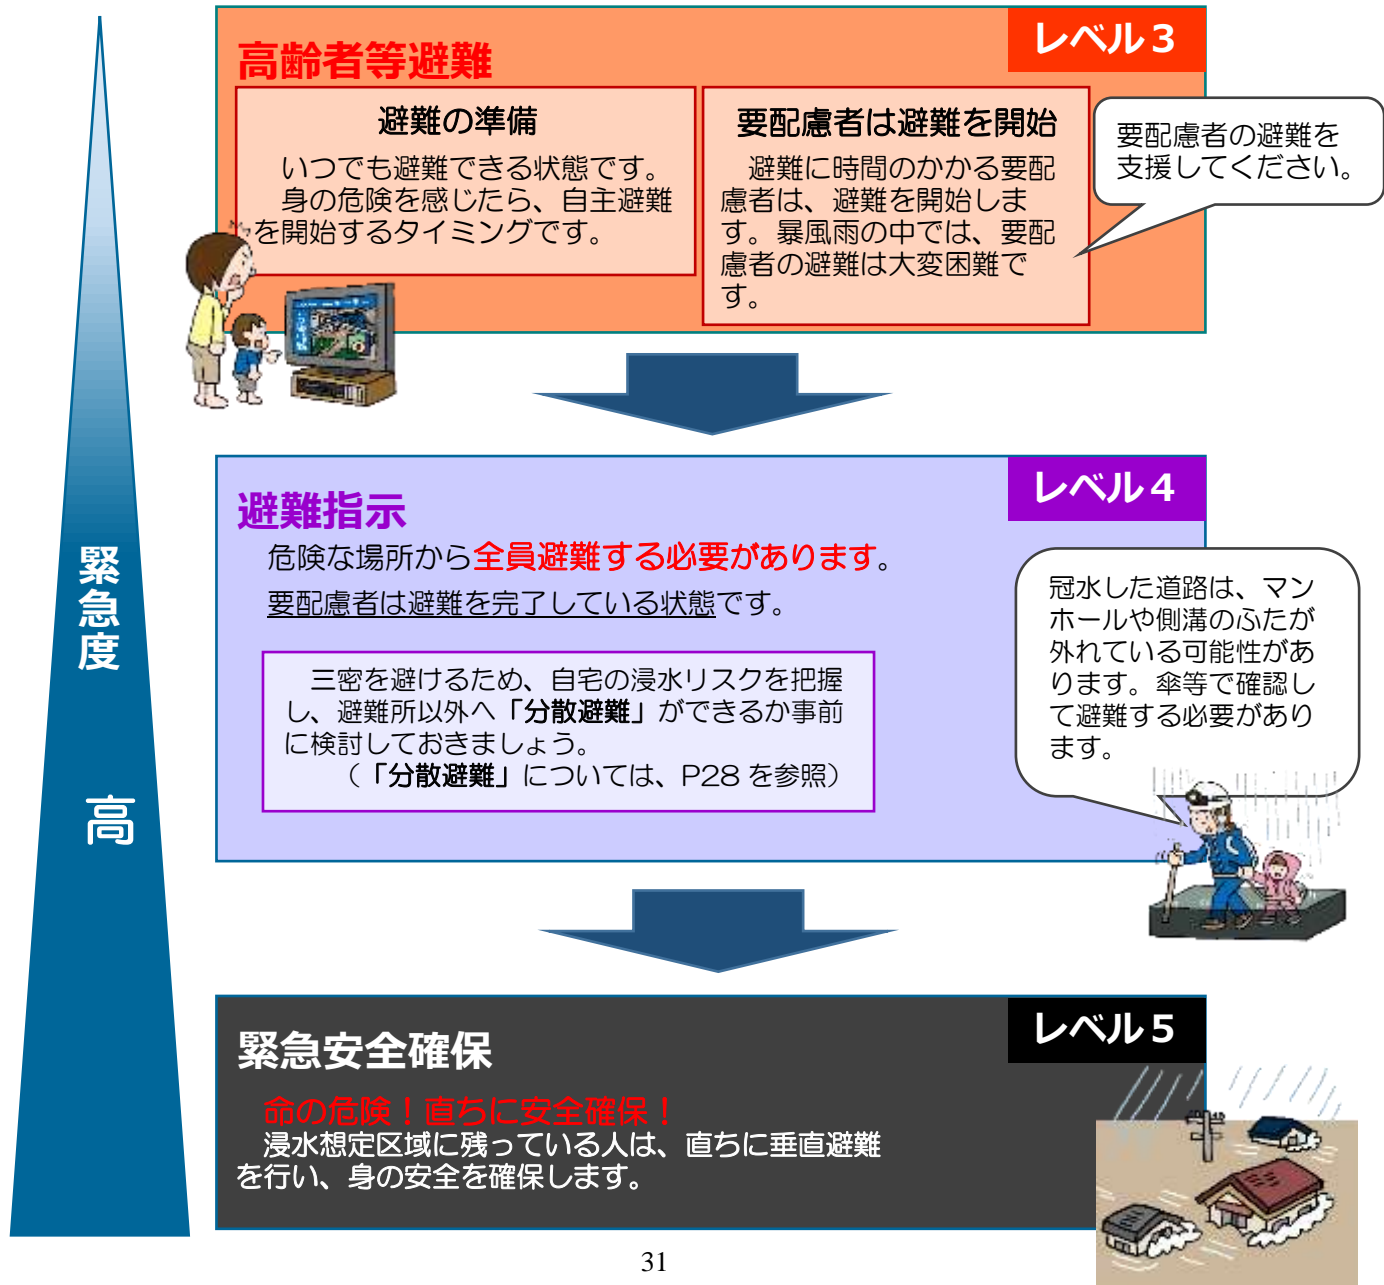 レベル３
高齢者等避難
避難の準備
いつでも避難できる状態です。
身の危険を感じたら、自主避難
を開始するタイミングです。
要配慮者は避難を開始
避難に時間のかかる要配
慮者は、避難を開始しま
す。暴風雨の中では、要配
慮者の避難は大変困難で
す。
要配慮者の避難を
支援してください。
レベル４
避難指示
危険な場所から全員避難する必要があります。
要配慮者は避難を完了している状態です。
三密を避けるため、自宅の浸水リスクを把握
し、避難所以外へ「分散避難」ができるか事前
に検討しておきましょう。
（「分散避難」については、P28 を参照）
冠水した道路は、マン
ホールや側溝のふたが
外れている可能性があ
ります。傘等で確認し
て避難する必要があり
ます。
緊急度
高
レベル５
緊急安全確保
命の危険！直ちに安全確保！
浸水想定区域に残っている人は、直ちに垂直避難
を行い、身の安全を確保します。
31